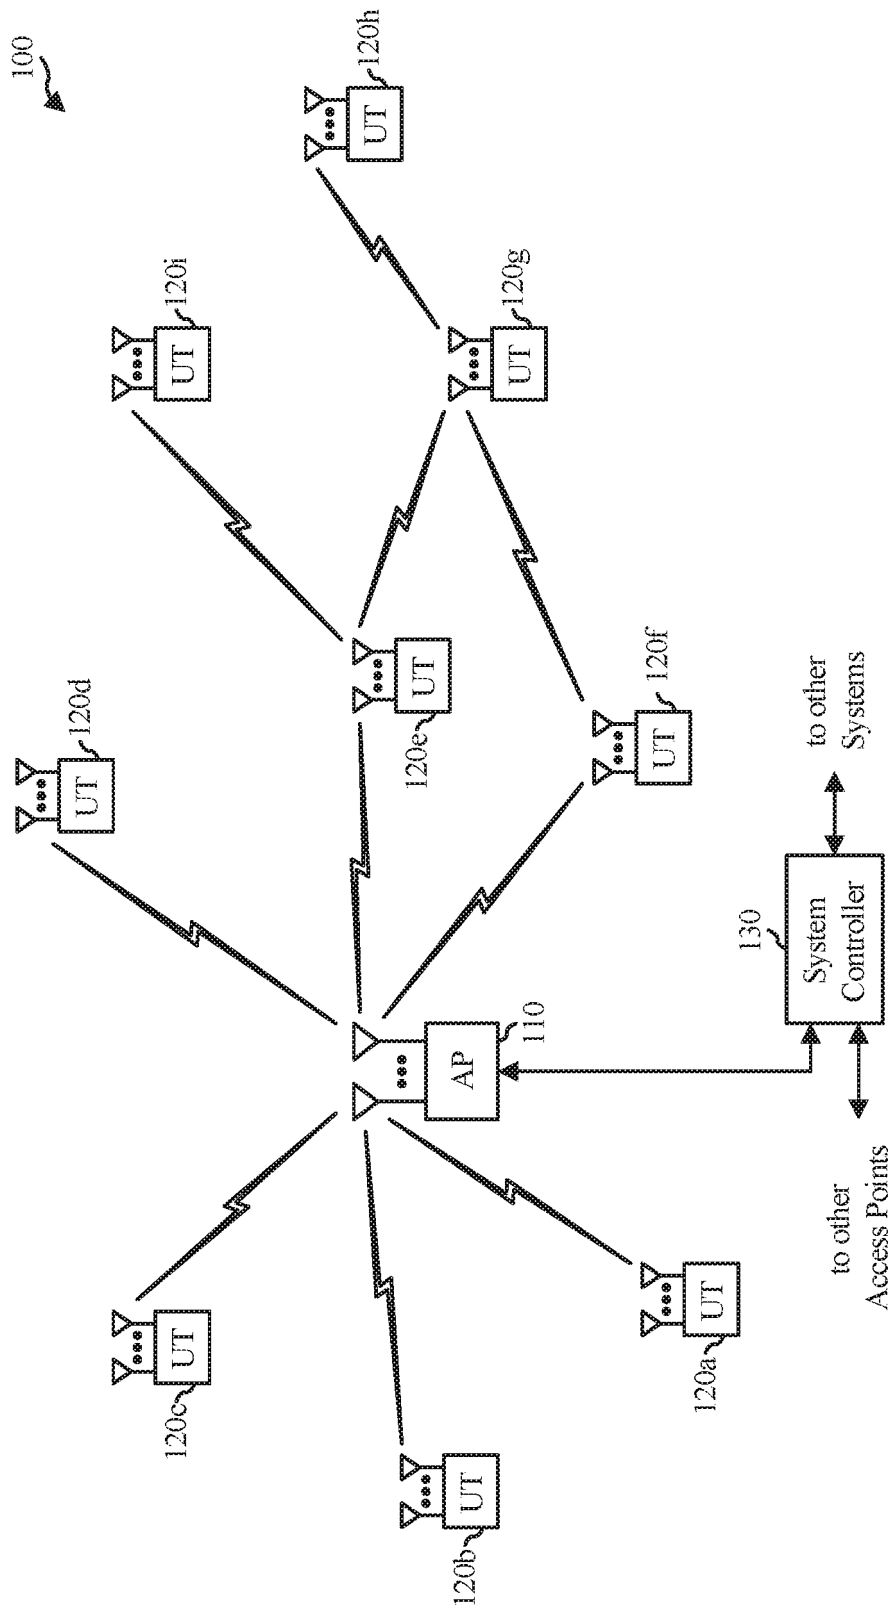 100
120d
UT
120c
UT
UT
120i
UT
120h
120e
UT
AP
110
120b
UT
UT
120g
UT
120f
120a
UT
130
System
Controller
to other
Systems
to other
Access Points